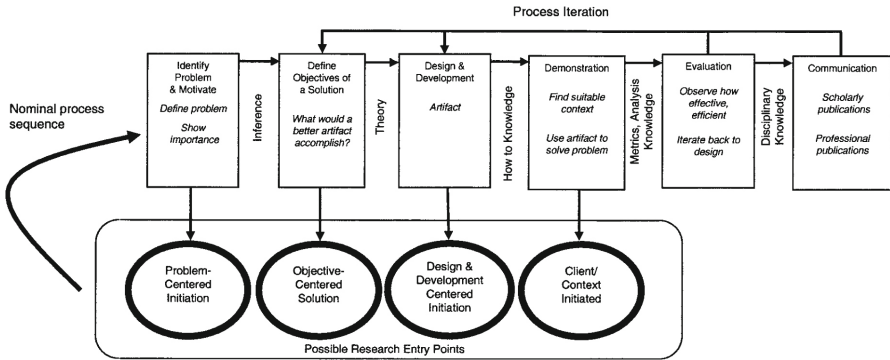 Process Iteration
Nominal process
sequence
Identify
Problem
& Motivate
Define problem
Show
importance
Inference
Define
Objectives of
a Solution
What would a
better artifact
accomplish?
Theory
Design &
Development
Artifact
How to Knowledge
Demonstration
Find suitable
context
Use artifact to
solve problem
Metrics, Analysis
Knowledge
Evaluation
Observe how
effective,
efficient
Iterate back to
design
Disciplinary
Knowledge
Communication
Scholarly
publications
Professional
publications
Problem-
Centered
Initiation
Objective-
Centered
Solution
Design &
Development
Centered
Initiation
Client/
Context
Initiated
Possible Research Entry Points